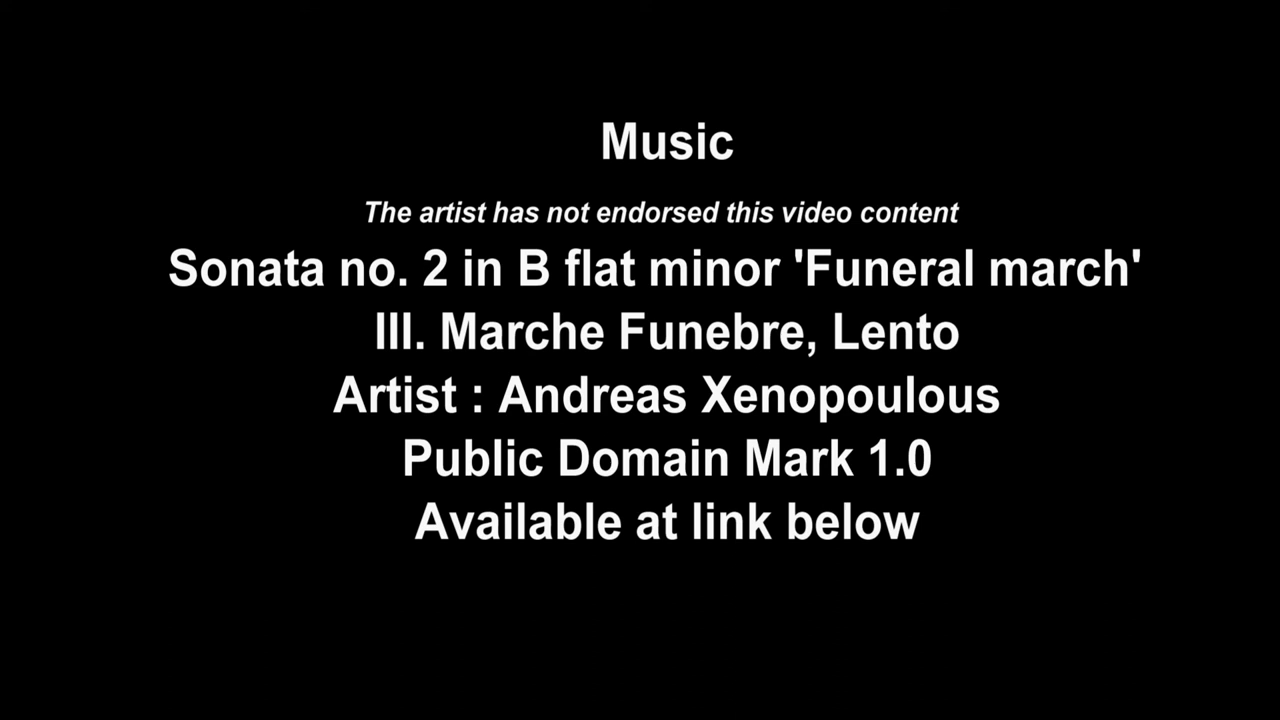 Music
The artist has not endorsed this video content
Sonata no. 2 in B flat minor 'Funeral march'
III. Marche Funebre, Lento
Artist : Andreas Xenopoulous
Public Domain Mark 1.0
Available at link below